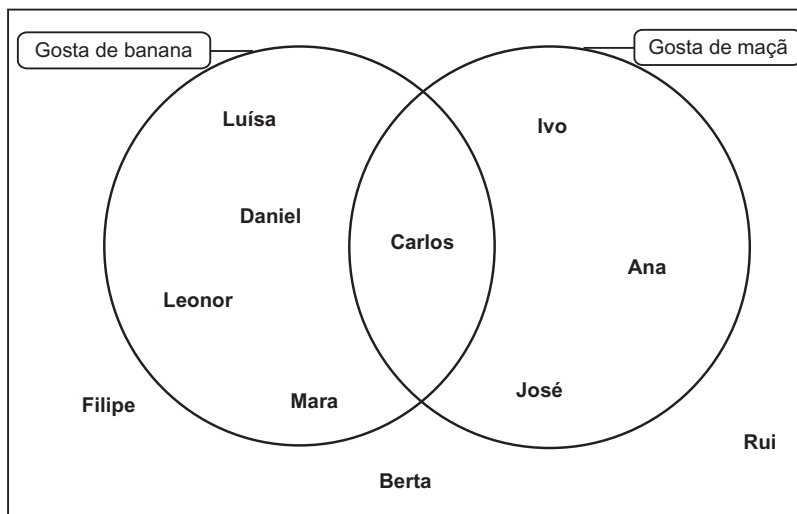 Gosta de banana
Gosta de maçã
Luísa
Ivo
Daniel
Carlos
Ana
Leonor
José
Filipe
Mara
Rui
Berta